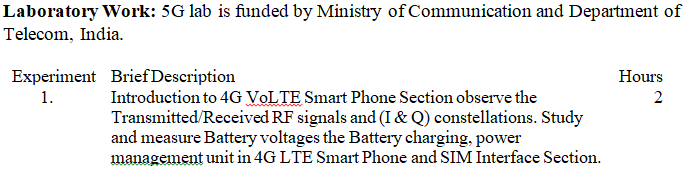 Laboratory Work: 5G lab is funded by Ministry of Communication and Department of
Telecom, India.
Experiment Brief Description Hours
1. Introduction to 4G VoLTE Smart Phone Section observe the 2
Transmitted/Received RF signals and (I & Q) constellations. Study
and measure Battery voltages the Battery charging, power
management unit in 4G LTE Smart Phone and SIM Interface Section.